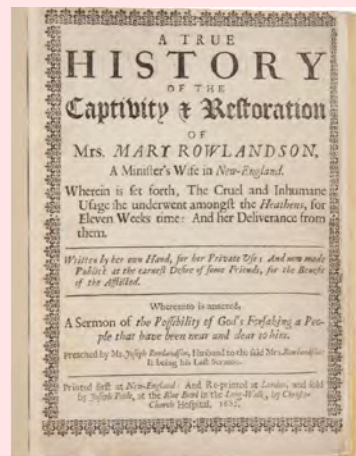 A TRUE
HISTORY
OF THE
Captivity & Restoration
OF
Mrs. MARY ROWLANDSON,
A Minister's Wife in New-England.
Wherein is set forth, The Cruel and Inhumane
Usage she underwent amongst the Heathens, for
Eleven Weeks time: And her Deliverance from
them.
Written by her own Hand, for her Private Use: And now made
Publick at the earnest Desire of some Friends, for the Benefit
of the Afflicted.
Whereunto is annexed,
A Sermon of the Possibility of God's Forsaking a Peo-
ple that have been near and dear to him.
Preached by Mr. Joseph Rowlandson, Husband to the said Mrs. Rowlandson:
It being his Last Sermon.
Printed first at New-England: And Re-printed at London, and sold
by Joseph Poole, at the Blue Bowl in the Long-Walk, by Christs-
Church Hospital. 1682.